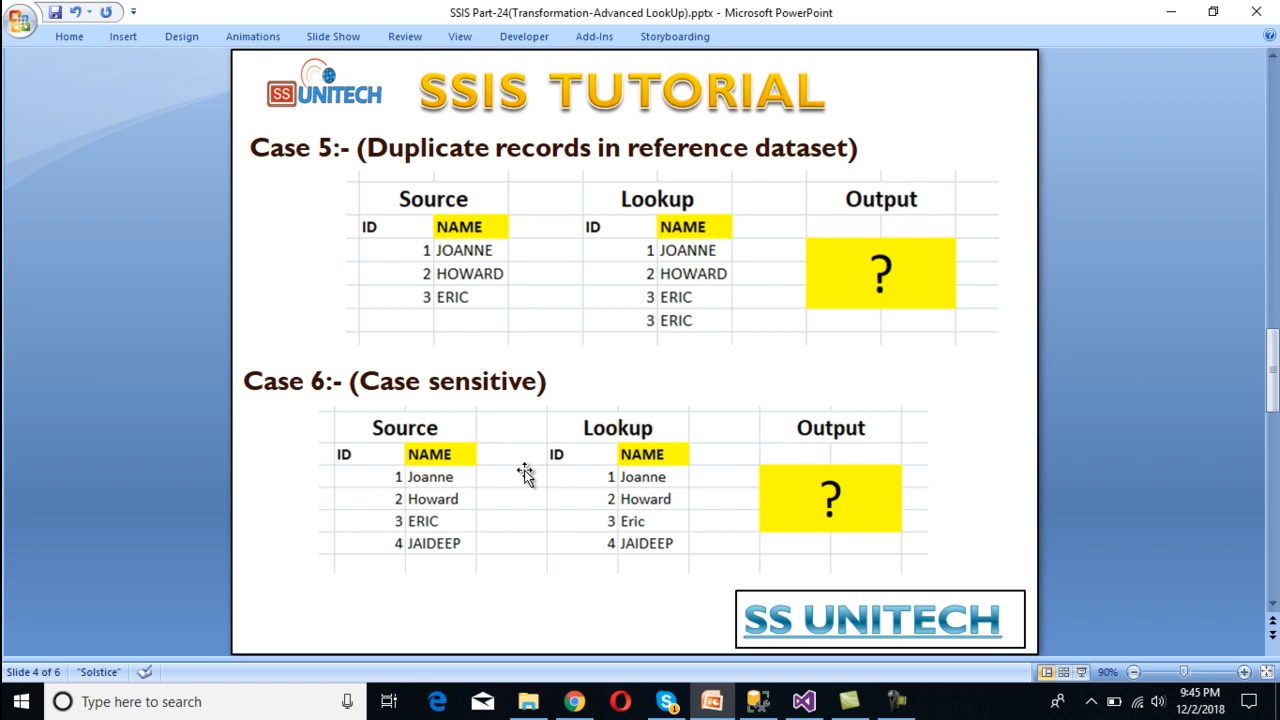 SSIS Part-24(Transformation-Advanced LookUp).pptx - Microsoft PowerPoint
Home Insert Design Animations Slide Show Review View Developer Add-Ins Storyboarding
SS UNITECH SSIS TUTORIAL
Case 5:- (Duplicate records in reference dataset)
Source Lookup Output
ID NAME ID NAME
1 JOANNE 1 JOANNE
2 HOWARD 2 HOWARD ?
3 ERIC 3 ERIC
3 ERIC
Case 6:- (Case sensitive)
Source Lookup Output
ID NAME ID NAME
1 Joanne 1 Joanne
2 Howard 2 Howard ?
3 ERIC 3 Eric
4 JAIDEEP 4 JAIDEEP
SS UNITECH
Slide 4 of 6 "Solstice" 90%
Type here to search
9:45 PM
12/2/2018